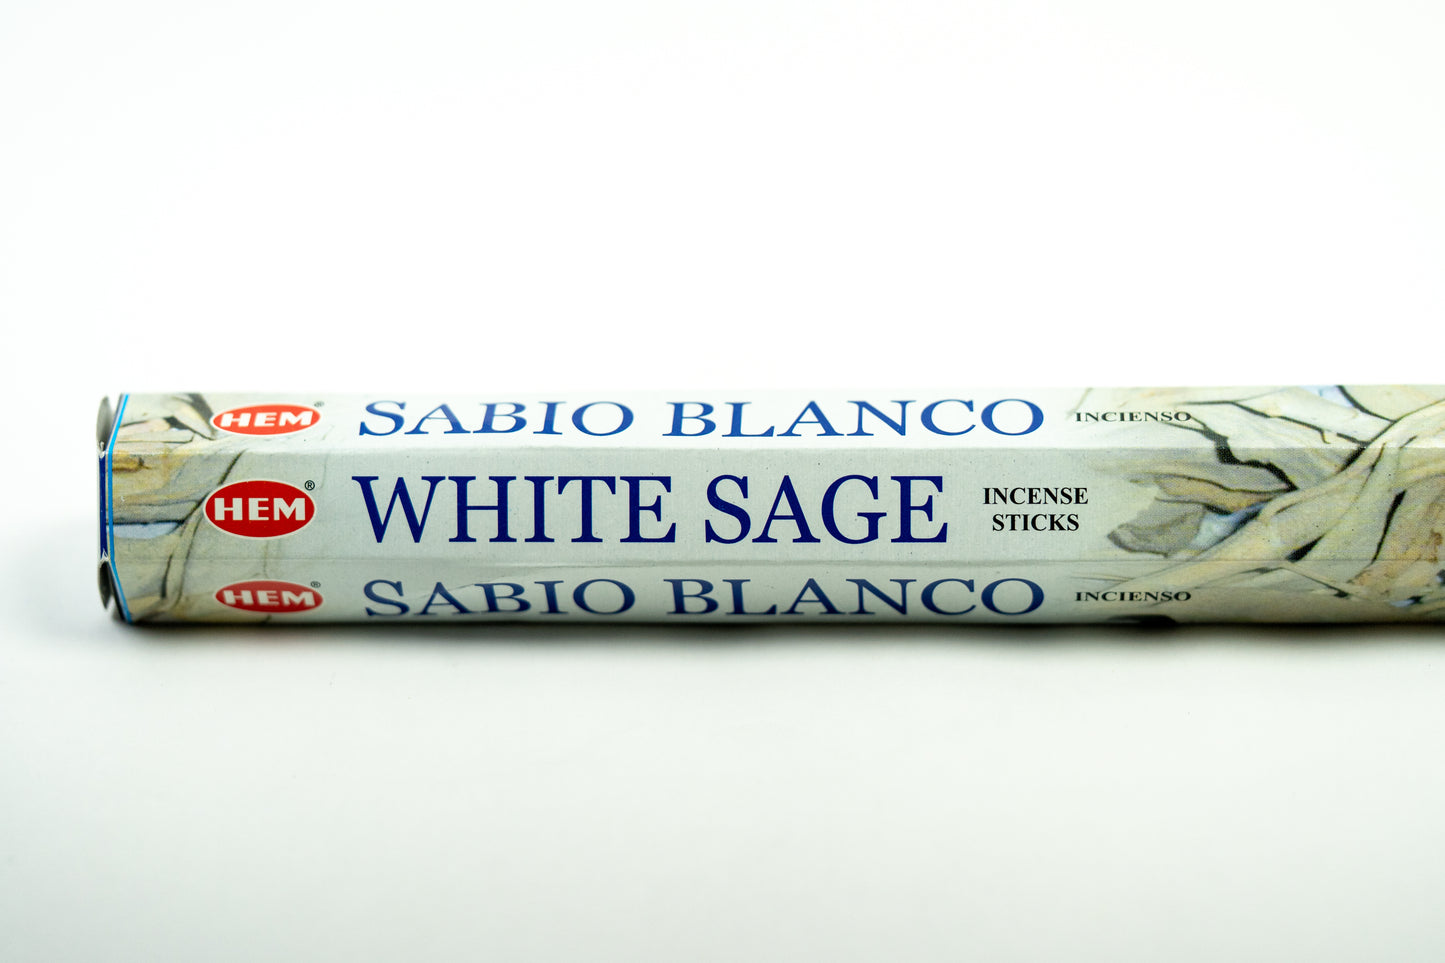 HEM® SABIO BLANCO INCIENSO
HEM® WHITE SAGE INCENSE
STICKS
HEM® SABIO BLANCO INCIENSO